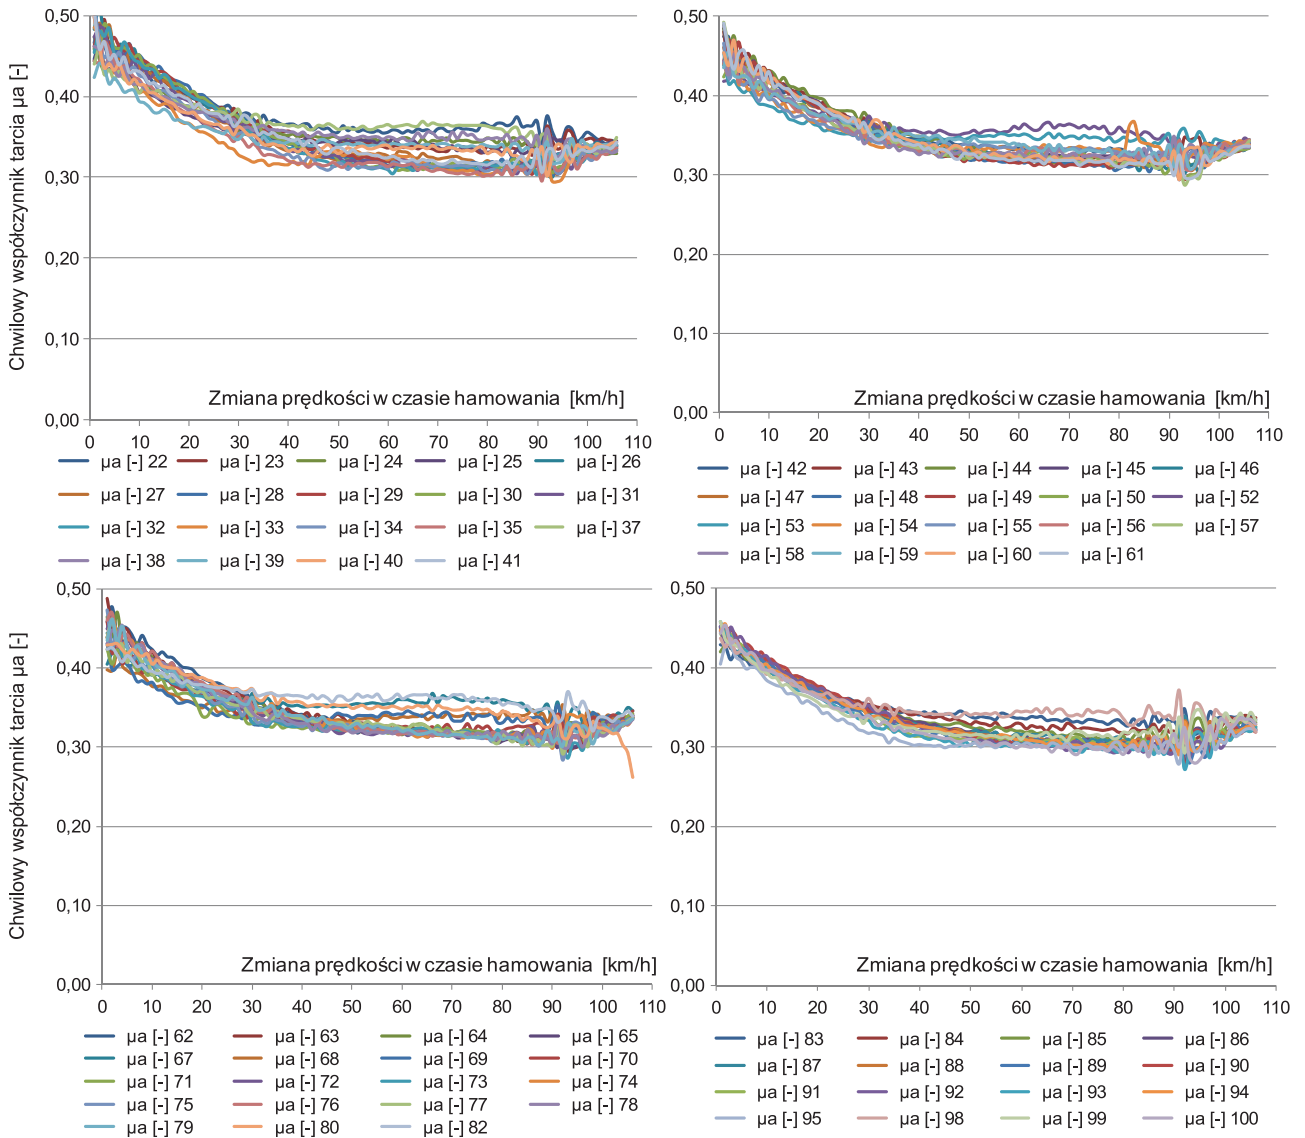 Chwilowy współczynnik tarcia µa [-]
0,50
0,40
0,30
0,20
0,10
0,00
Zmiana prędkości w czasie hamowania [km/h]
0 10 20 30 40 50 60 70 80 90 100 110
µa [-] 22 µa [-] 23 µa [-] 24 µa [-] 25 µa [-] 26
µa [-] 27 µa [-] 28 µa [-] 29 µa [-] 30 µa [-] 31
µa [-] 32 µa [-] 33 µa [-] 34 µa [-] 35 µa [-] 37
µa [-] 38 µa [-] 39 µa [-] 40 µa [-] 41
0,50
0,40
0,30
0,20
0,10
0,00
Zmiana prędkości w czasie hamowania [km/h]
0 10 20 30 40 50 60 70 80 90 100 110
µa [-] 42 µa [-] 43 µa [-] 44 µa [-] 45 µa [-] 46
µa [-] 47 µa [-] 48 µa [-] 49 µa [-] 50 µa [-] 52
µa [-] 53 µa [-] 54 µa [-] 55 µa [-] 56 µa [-] 57
µa [-] 58 µa [-] 59 µa [-] 60 µa [-] 61
Chwilowy współczynnik tarcia µa [-]
0,50
0,40
0,30
0,20
0,10
0,00
Zmiana prędkości w czasie hamowania [km/h]
0 10 20 30 40 50 60 70 80 90 100 110
µa [-] 62 µa [-] 63 µa [-] 64 µa [-] 65
µa [-] 67 µa [-] 68 µa [-] 69 µa [-] 70
µa [-] 71 µa [-] 72 µa [-] 73 µa [-] 74
µa [-] 75 µa [-] 76 µa [-] 77 µa [-] 78
µa [-] 79 µa [-] 80 µa [-] 82
0,50
0,40
0,30
0,20
0,10
0,00
Zmiana prędkości w czasie hamowania [km/h]
0 10 20 30 40 50 60 70 80 90 100 110
µa [-] 83 µa [-] 84 µa [-] 85 µa [-] 86
µa [-] 87 µa [-] 88 µa [-] 89 µa [-] 90
µa [-] 91 µa [-] 92 µa [-] 93 µa [-] 94
µa [-] 95 µa [-] 98 µa [-] 99 µa [-] 100